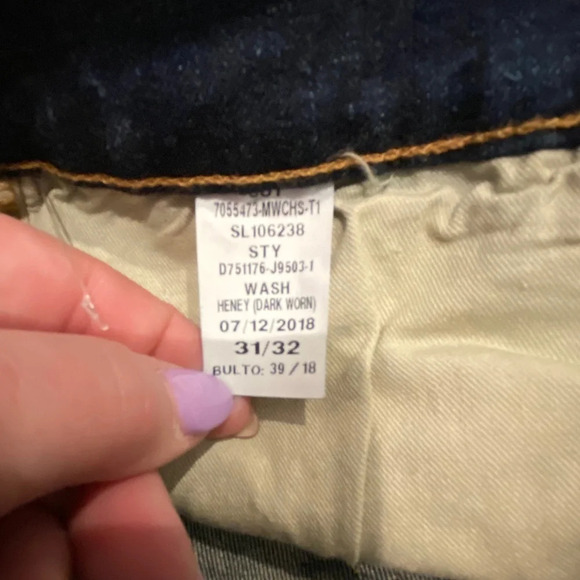 7055473-MWCHS-T1
SL106238
STY
D751176-J9503-1
WASH
HENEY (DARK WORN)
07/12/2018
31/32
BULTO: 39/18